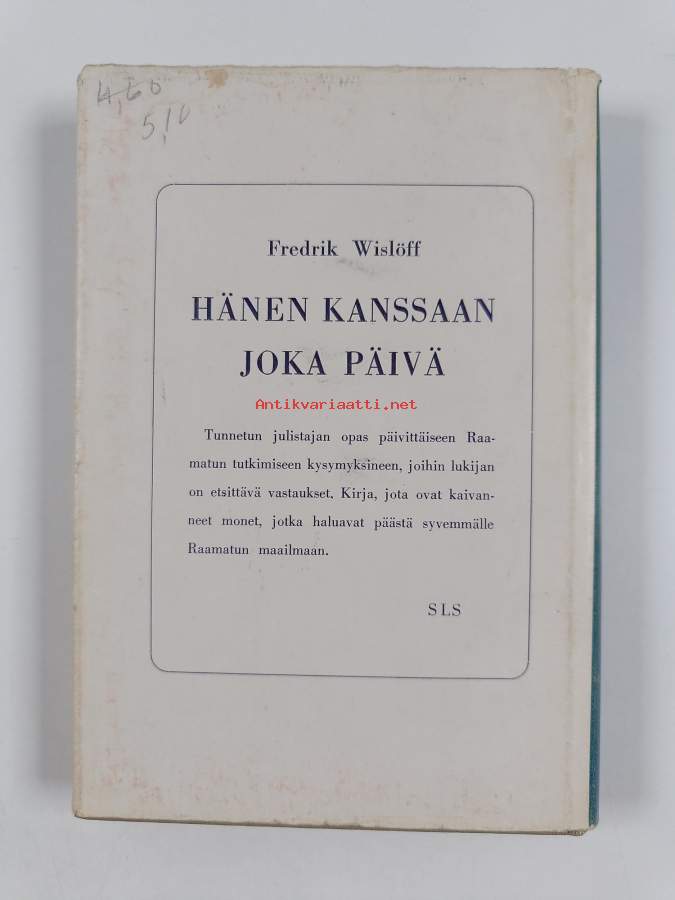 4,60
5,10
Fredrik Wislöff
HÄNEN KANSSAAN
JOKA PÄIVÄ
Antikvariaatti.net
Tunnetun julistajan opas päivittäiseen Raa-
matun tutkimiseen kysymyksineen, joihin lukijan
on etsittävä vastaukset. Kirja, jota ovat kaivan-
neet monet, jotka haluavat päästä syvemmälle
Raamatun maailmaan.
SLS